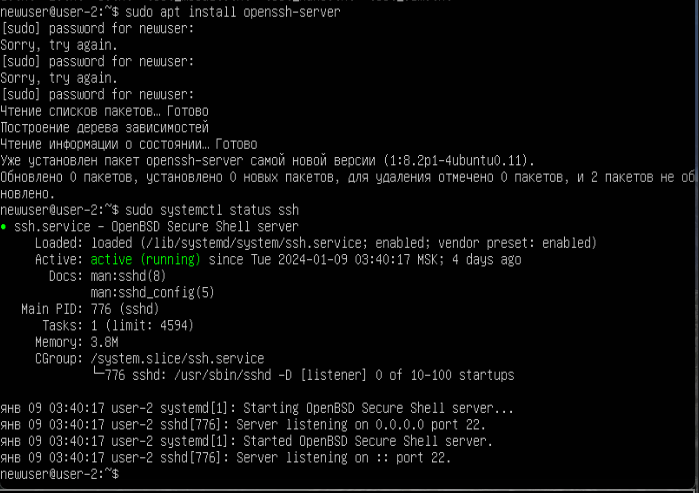 newuser@user-2:~$ sudo apt install openssh-server
[sudo] password for newuser:
Sorry, try again.
[sudo] password for newuser:
Sorry, try again.
[sudo] password for newuser:
Чтение списков пакетов… Готово
Построение дерева зависимостей
Чтение информации о состоянии… Готово
Уже установлен пакет openssh-server самой новой версии (1:8.2p1-4ubuntu0.11).
Обновлено 0 пакетов, установлено 0 новых пакетов, для удаления отмечено 0 пакетов, и 2 пакетов не об
новлено.
newuser@user-2:~$ sudo systemctl status ssh
● ssh.service - OpenBSD Secure Shell server
Loaded: loaded (/lib/systemd/system/ssh.service; enabled; vendor preset: enabled)
Active: active (running) since Tue 2024-01-09 03:40:17 MSK; 4 days ago
Docs: man:sshd(8)
man:sshd_config(5)
Main PID: 776 (sshd)
Tasks: 1 (limit: 4594)
Memory: 3.8M
CGroup: /system.slice/ssh.service
└─776 sshd: /usr/sbin/sshd -D [listener] 0 of 10-100 startups
янв 09 03:40:17 user-2 systemd[1]: Starting OpenBSD Secure Shell server...
янв 09 03:40:17 user-2 sshd[776]: Server listening on 0.0.0.0 port 22.
янв 09 03:40:17 user-2 systemd[1]: Started OpenBSD Secure Shell server.
янв 09 03:40:17 user-2 sshd[776]: Server listening on :: port 22.
newuser@user-2:~$